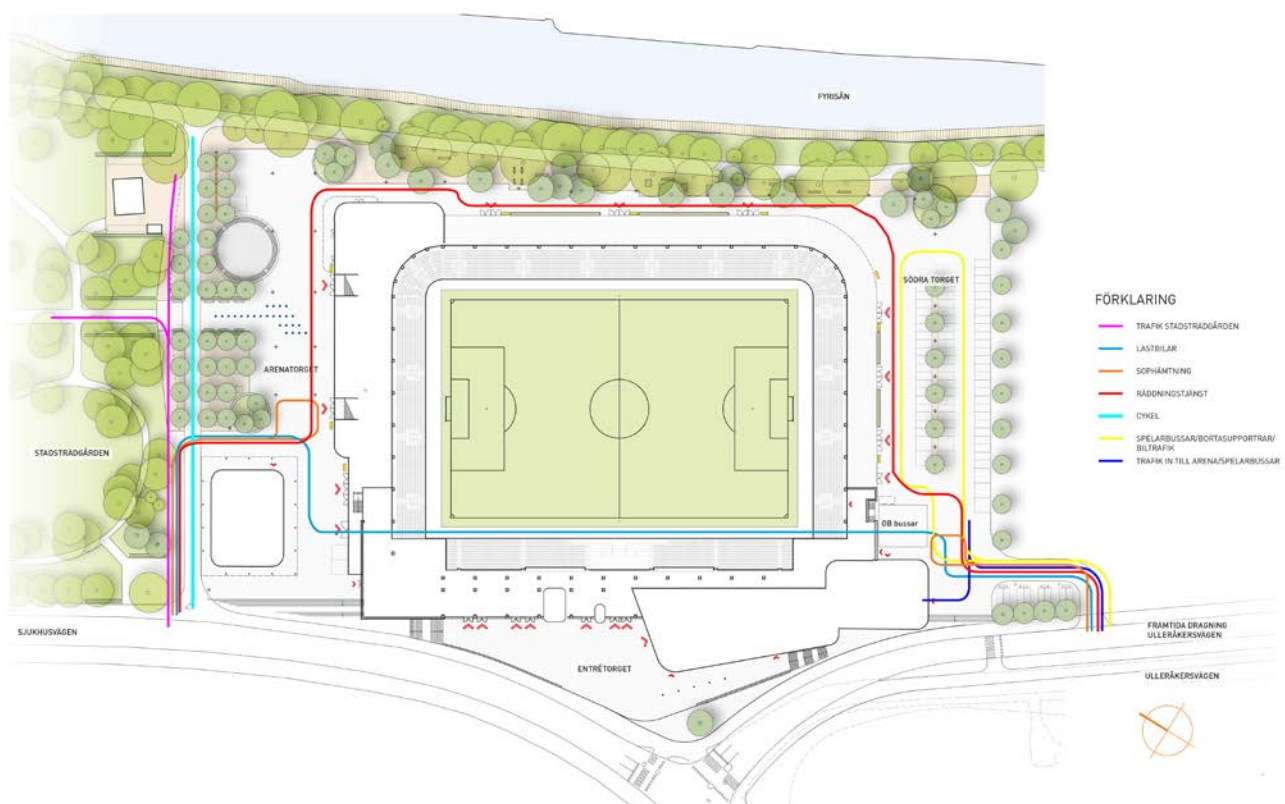 FYRISÅN
SÖDRA TORGET
ARENATORGET
STADSTRÄDGÅRDEN
OB bussar
SJUKHUSVÄGEN
ENTRÉTORGET
FRAMTIDA DRAGNING
ULLERÅKERSVÄGEN
ULLERÅKERSVÄGEN
FÖRKLARING
TRAFIK STADSTRÄDGÅRDEN
LASTBILAR
SOPHÄMTNING
RÄDDNINGSTJÄNST
CYKEL
SPELARBUSSAR/BORTASUPPORTRAR/
BILTRAFIK
TRAFIK IN TILL ARENA/SPELARBUSSAR